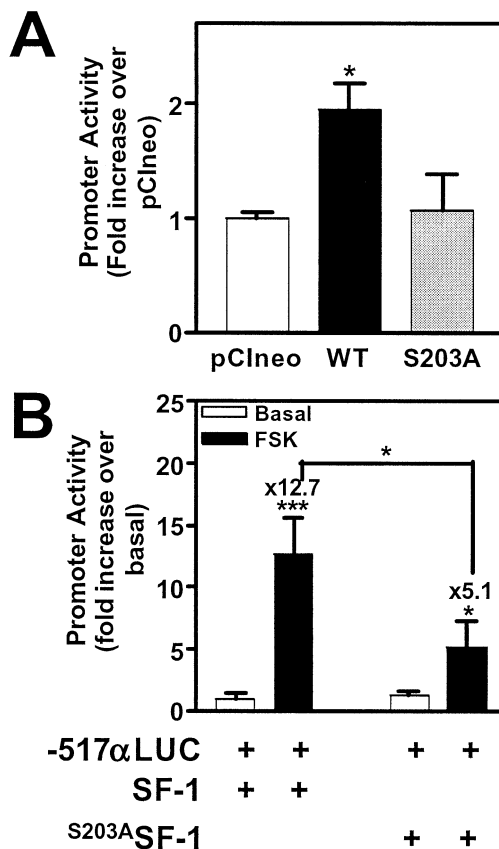 A
Promoter Activity
(Fold increase over
pCIneo)
2
1
0
*
pCIneo WT S203A
B
Promoter Activity
(fold increase over
basal)
25
20
15
10
5
0
Basal
FSK
*
x12.7
***
x5.1
*
-517αLUC + + + +
SF-1 + +
S203ASF-1 + +